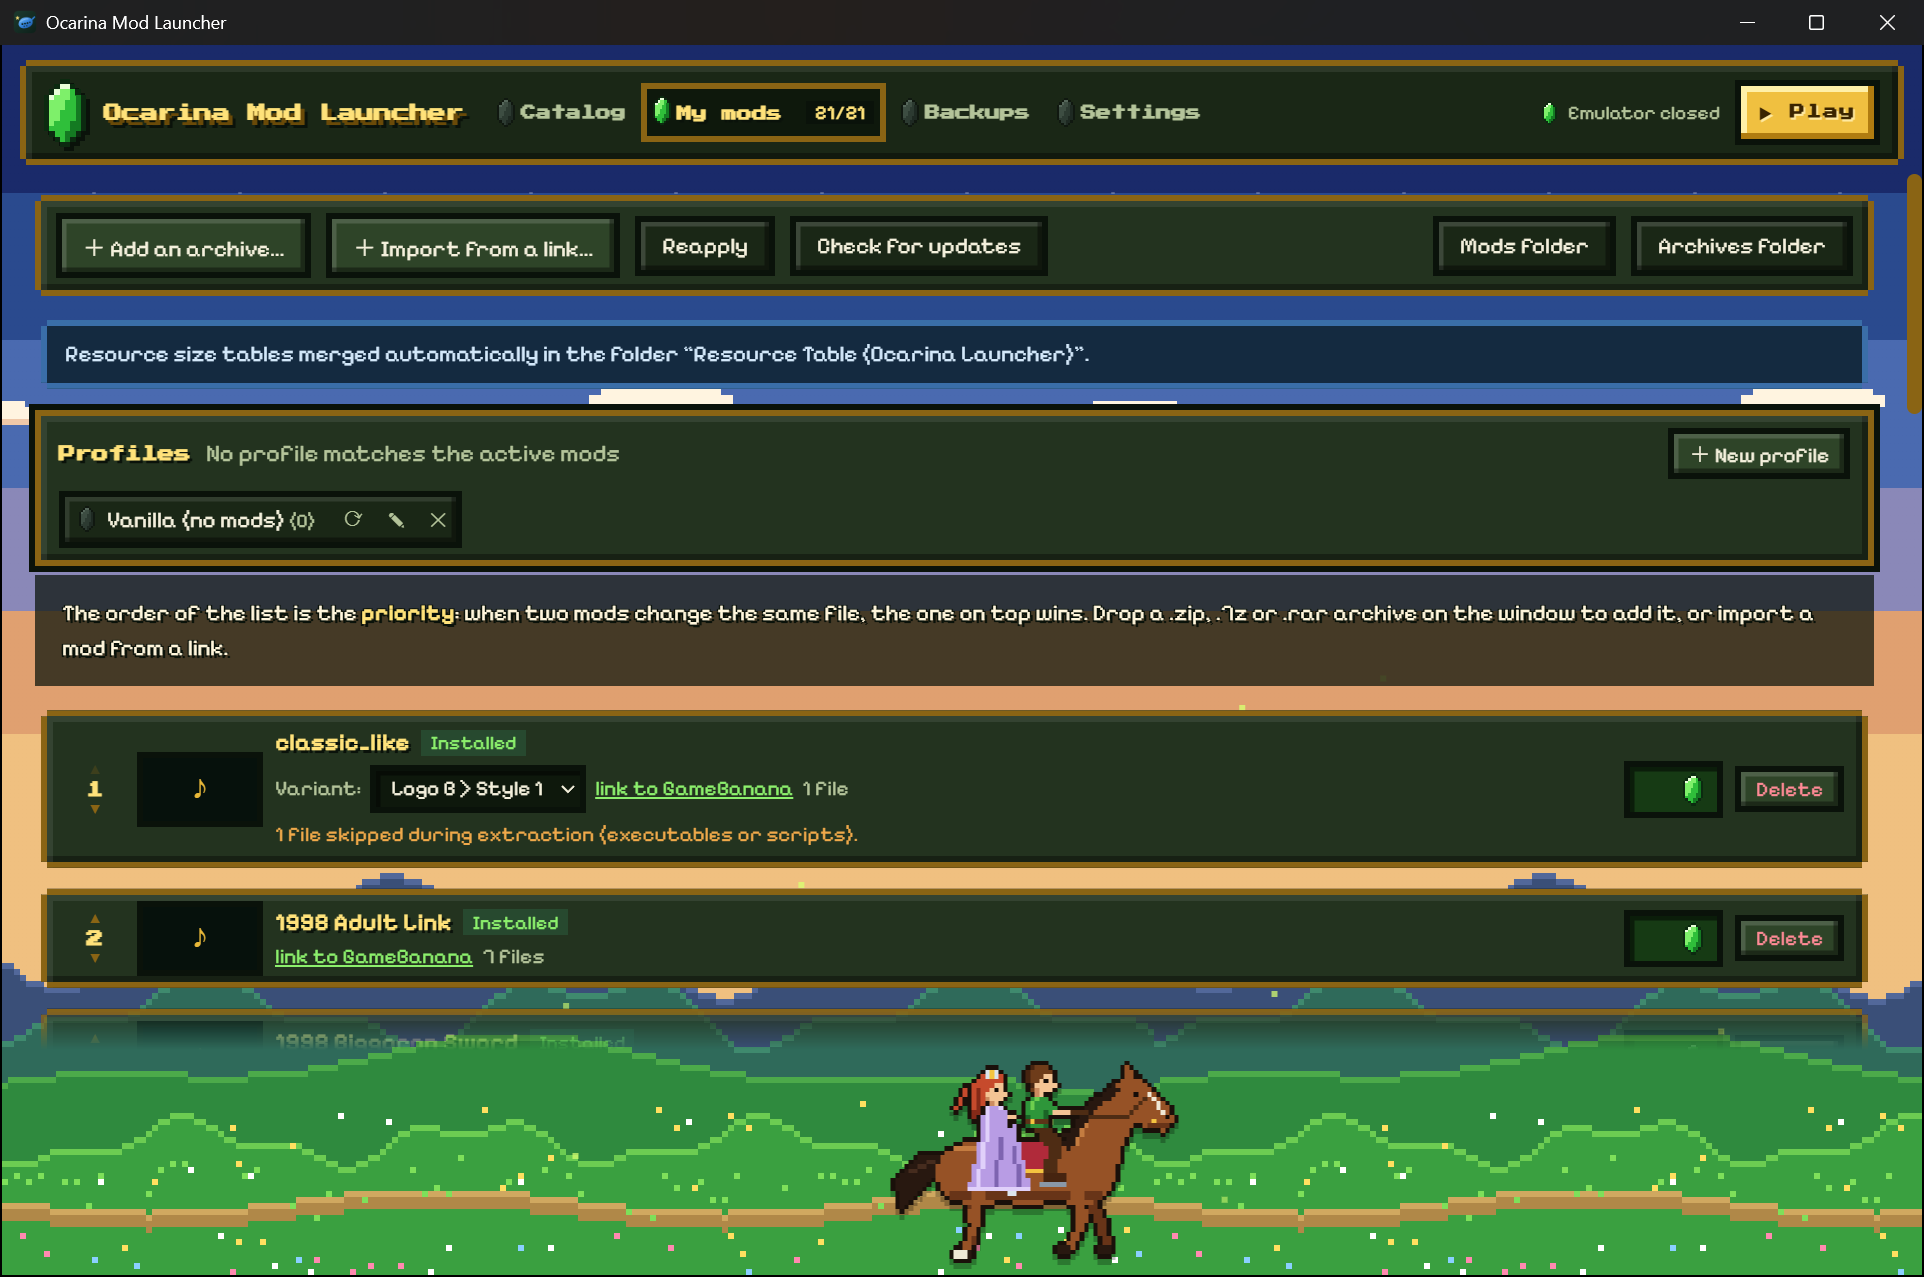 Ocarina Mod Launcher
Ocarina Mod Launcher
Catalog
My mods 21/21
Backups
Settings
Emulator closed
Play
+ Add an archive...
+ Import from a link...
Reapply
Check for updates
Mods folder
Archives folder
Resource size tables merged automatically in the folder “Resource Table (Ocarina Launcher)”.
Profiles No profile matches the active mods
+ New profile
Vanilla (no mods) (0)
The order of the list is the priority: when two mods change the same file, the one on top wins. Drop a .zip, .7z or .rar archive on the window to add it, or import a
mod from a link.
classic_like Installed
1
Variant: Logo B > Style 1 link to GameBanana 1 file
Delete
1 file skipped during extraction (executables or scripts).
1998 Adult Link Installed
2
link to GameBanana 7 files
Delete
1998 Biggoron Sword Installed